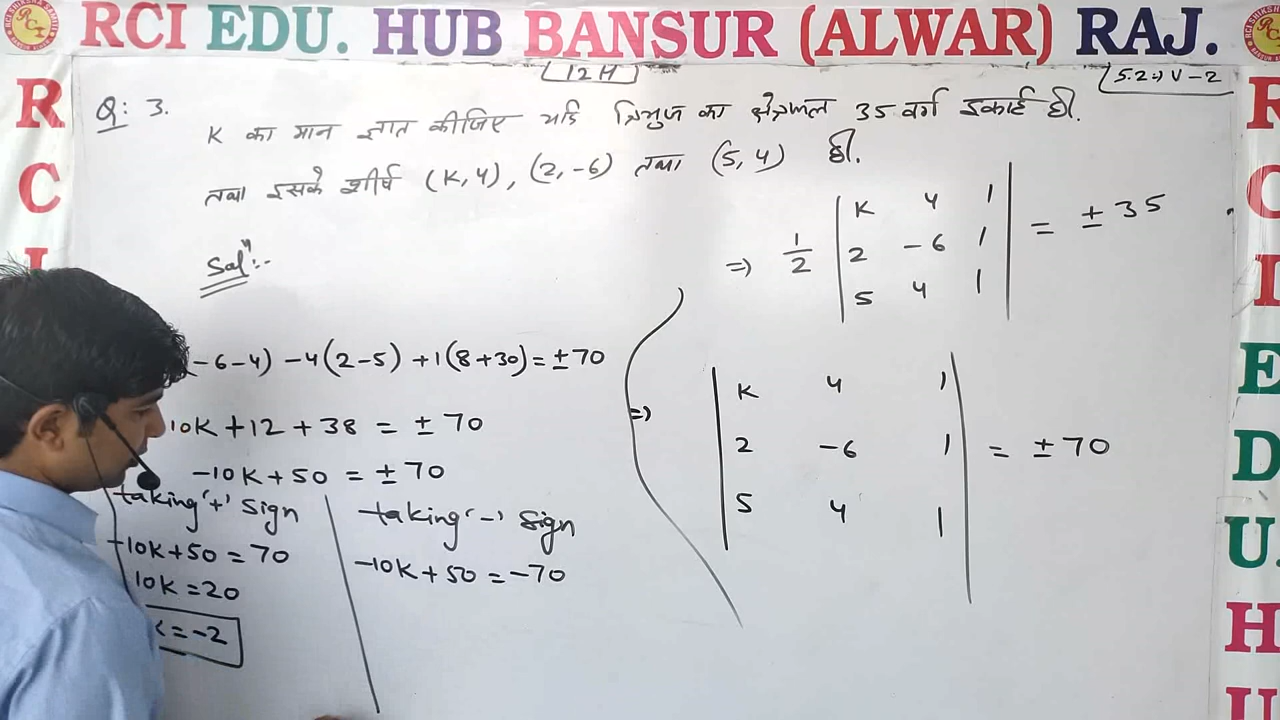 RCI EDU. HUB BANSUR (ALWAR) RAJ.
12 H
5.2 ⇒ V-2
Q: 3.
K का मान ज्ञात कीजिए यदि त्रिभुज का क्षेत्रफल 35 वर्ग इकाई हो.
तथा इसके शीर्ष (K, 4), (2, -6) तथा (5, 4) हो.
Solⁿ:-
⇒ 1/2 | K 4 1 | = ± 35
| 2 -6 1 |
| 5 4 1 |
⇒ | K 4 1 | = ± 70
| 2 -6 1 |
| 5 4 1 |
-6-4) -4(2-5) +1(8+30) = ±70
10K + 12 + 38 = ± 70
-10K + 50 = ± 70
taking '+' sign
-10K + 50 = 70
10K = 20
K = -2
taking '-' sign
-10K + 50 = -70
R
C
I
R
C
I
E
D
U.
H
U